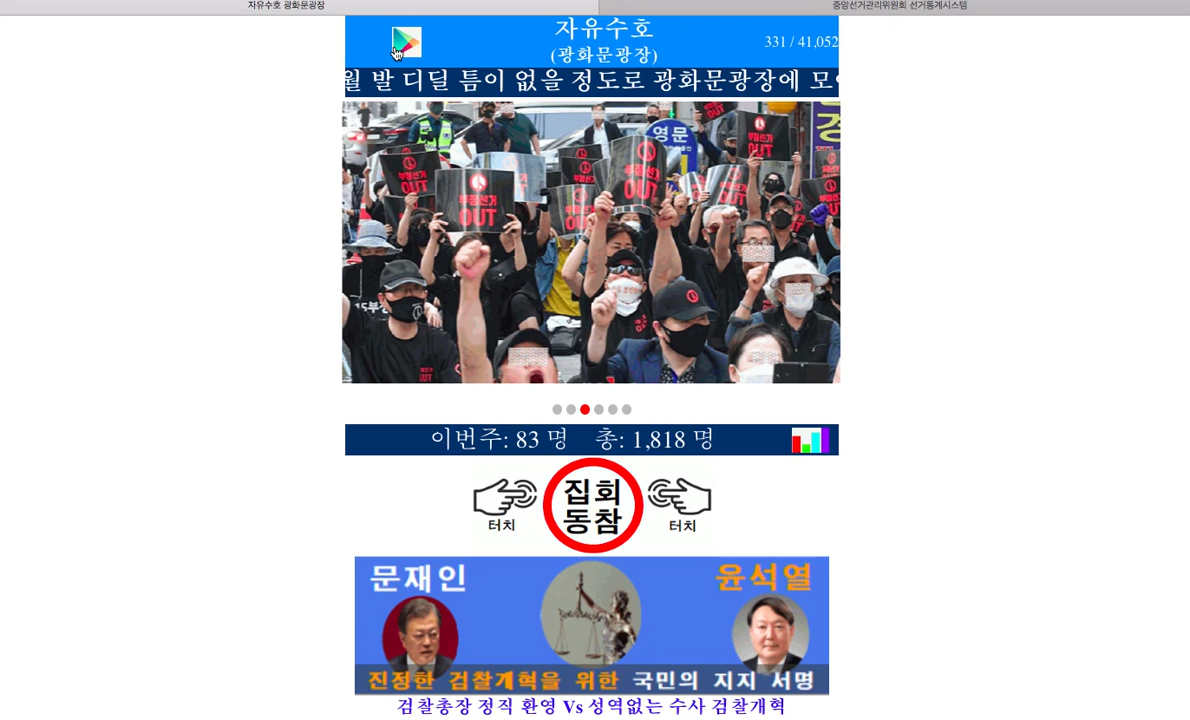 자유수호 광화문광장
중앙선거관리위원회 선거통계시스템
자유수호
(광화문광장)
331 / 41,052
월 발 디딜 틈이 없을 정도로 광화문광장에 모
영문
부정선거
OUT
이번주: 83 명 총: 1,818 명
집회
동참
터치
터치
문재인
윤석열
진정한 검찰개혁을 위한 국민의 지지 서명
검찰총장 정직 환영 Vs 성역없는 수사 검찰개혁